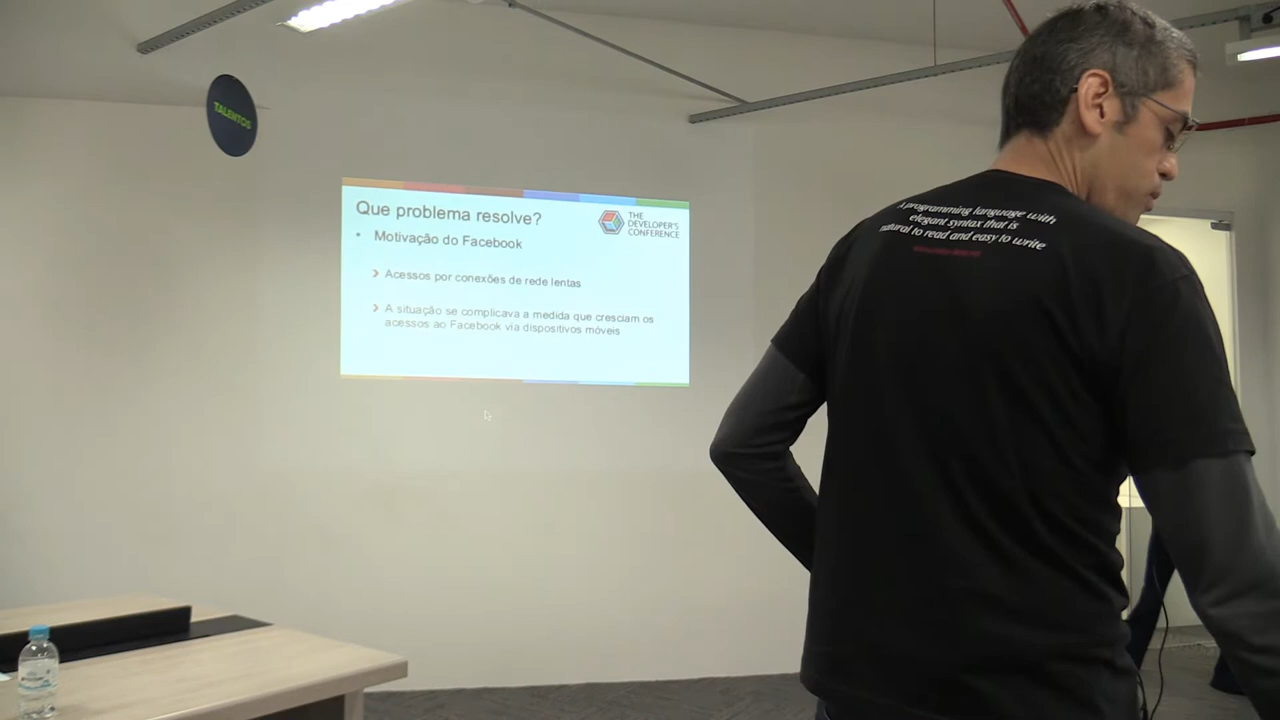 TALENTOS
Que problema resolve?
THE
DEVELOPER'S
CONFERENCE
• Motivação do Facebook
Acessos por conexões de rede lentas
A situação se complicava a medida que cresciam os
acessos ao Facebook via dispositivos móveis
A programming language with
elegant syntax that is
natural to read and easy to write